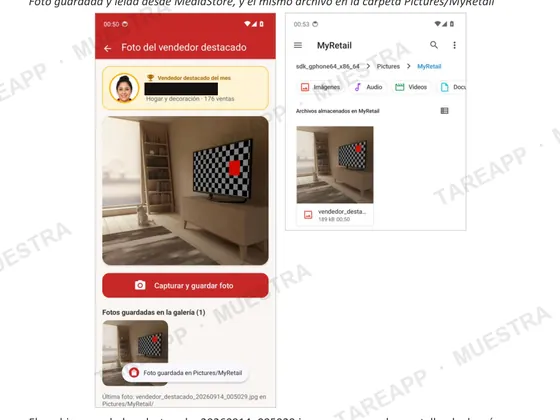 Foto guardada y leída desde MediaStore, y el mismo archivo en la carpeta Pictures/MyRetail
00:50
Foto del vendedor destacado
Vendedor destacado del mes
Hogar y decoración · 176 ventas
Capturar y guardar foto
Fotos guardadas en la galería (1)
Foto guardada en Pictures/MyRetail
Última foto: vendedor_destacado_20260914_005029.jpg en
Pictures/MyRetail/
00:53
MyRetail
sdk_gphone64_x86_64 > Pictures > MyRetail
Imágenes
Audio
Videos
Docu
Archivos almacenados en MyRetail
vendedor_desta...
189 kB 00:50
TAREAPP · MUESTRA